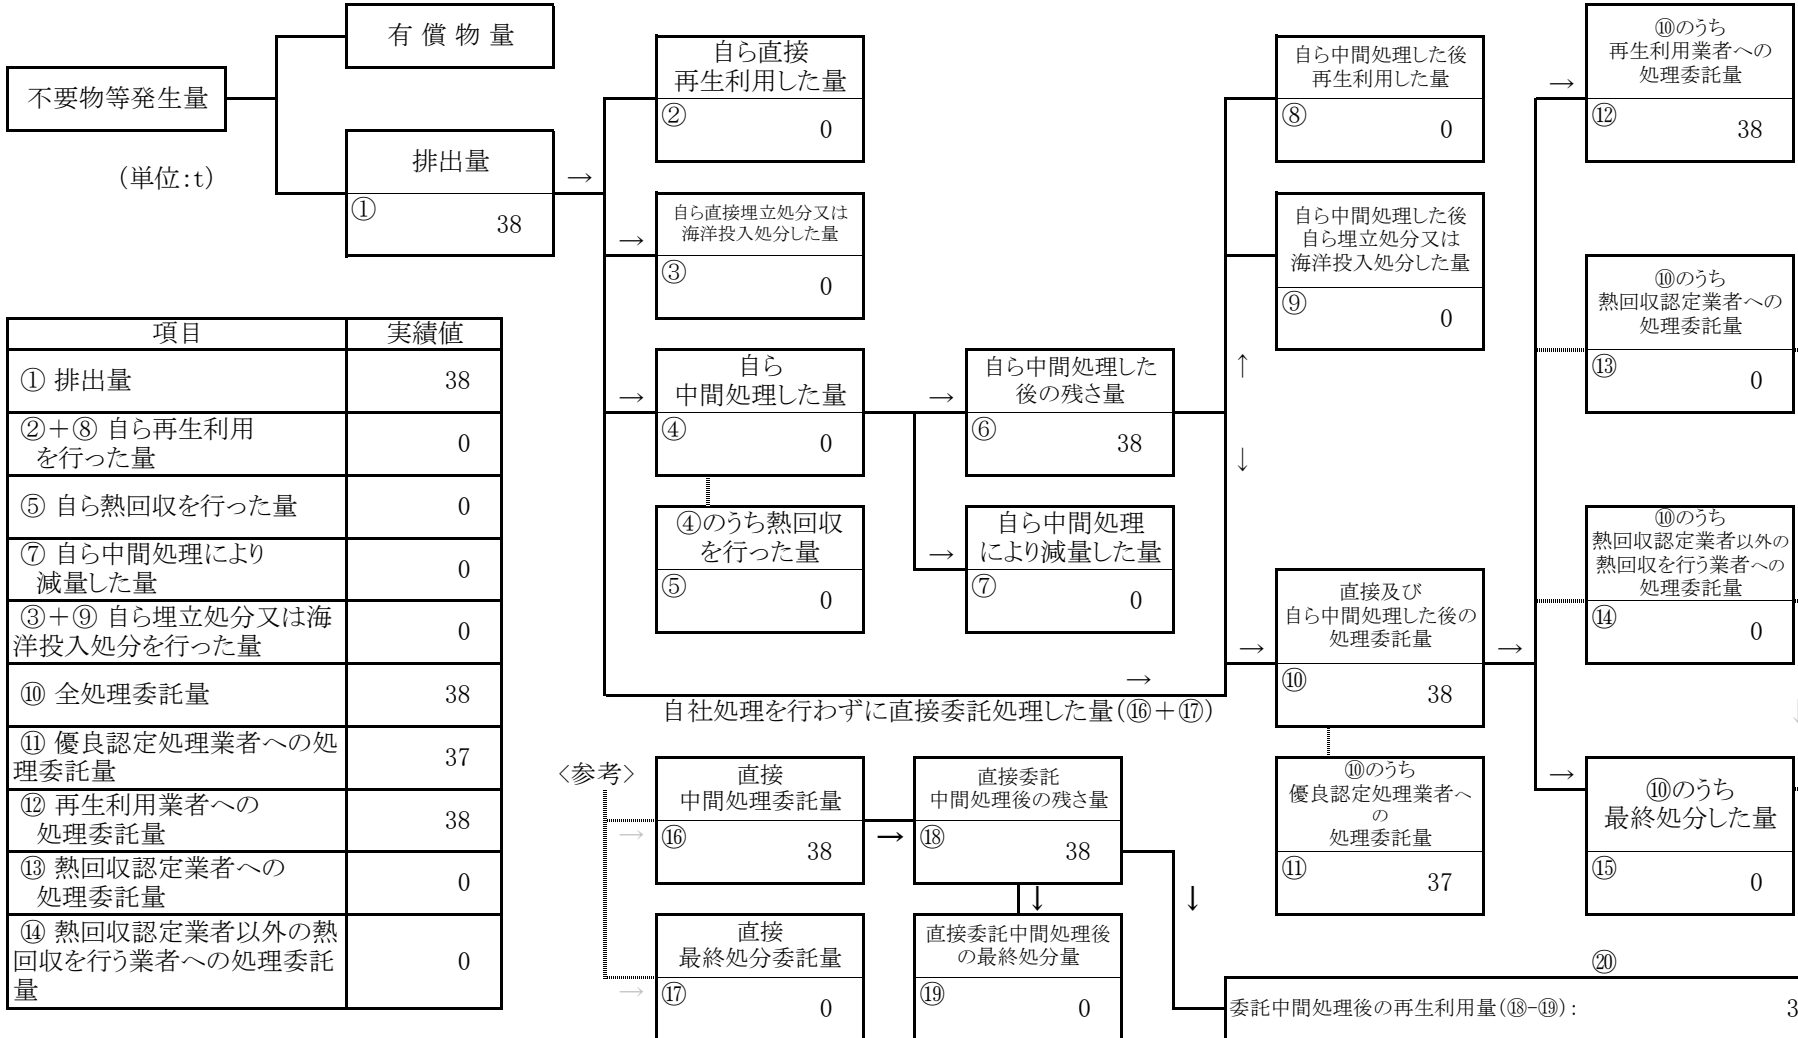 不要物等発生量
(単位:t)
有 償 物 量
排出量
①
38
→
自ら直接
再生利用した量
②
0
→
自ら直接埋立処分又は
海洋投入処分した量
③
0
→
自ら
中間処理した量
④
0
④のうち熱回収
を行った量
⑤
0
→
自ら中間処理した
後の残さ量
⑥
38
→
自ら中間処理
により減量した量
⑦
0
自ら中間処理した後
再生利用した量
⑧
0
自ら中間処理した後
自ら埋立処分又は
海洋投入処分した量
⑨
0
↑
↓
→
自社処理を行わずに直接委託処理した量(⑯+⑰)
→
直接及び
自ら中間処理した後の
処理委託量
⑩
38
→
⑩のうち
優良認定処理業者へ
の
処理委託量
⑪
37
→
⑩のうち
再生利用業者への
処理委託量
⑫
38
⑩のうち
熱回収認定業者への
処理委託量
⑬
0
⑩のうち
熱回収認定業者以外の
熱回収を行う業者への
処理委託量
⑭
0
→
⑩のうち
最終処分した量
⑮
0
項目 実績値
① 排出量 38
②+⑧ 自ら再生利用
を行った量 0
⑤ 自ら熱回収を行った量 0
⑦ 自ら中間処理により
減量した量 0
③+⑨ 自ら埋立処分又は海
洋投入処分を行った量 0
⑩ 全処理委託量 38
⑪ 優良認定処理業者への処
理委託量 37
⑫ 再生利用業者への
処理委託量 38
⑬ 熱回収認定業者への
処理委託量 0
⑭ 熱回収認定業者以外の熱
回収を行う業者への処理委託
量 0
<参考>
→
直接
中間処理委託量
⑯
38
→
直接
最終処分委託量
⑰
0
→
直接委託
中間処理後の残さ量
⑱
38
↓
直接委託中間処理後
の最終処分量
⑲
0
↓
⑳
委託中間処理後の再生利用量(⑱-⑲): 3